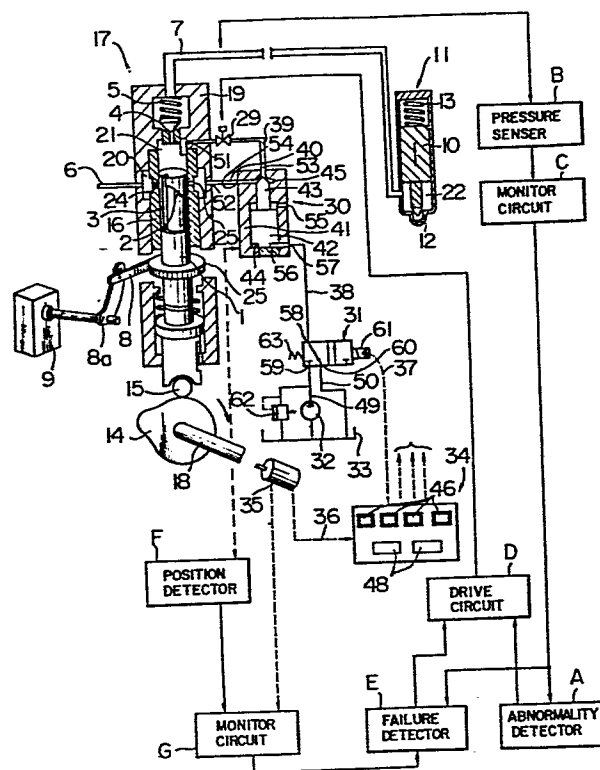 17
7
11
5
4
19
21
20
6
24
3
16
2
29
39
51
54
40
53
45
43
30
52
55
41
42
25
56
44
57
13
10
22
12
B
PRESSURE
SENSER
C
MONITOR
CIRCUIT
25
1
8
8a
9
15
14
18
35
38
58
31
61
63
60
59
37
50
49
62
32
33
34
46
36
48
F
POSITION
DETECTOR
D
DRIVE
CIRCUIT
E
A
G
MONITOR
CIRCUIT
FAILURE
DETECTOR
ABNORMALITY
DETECTOR